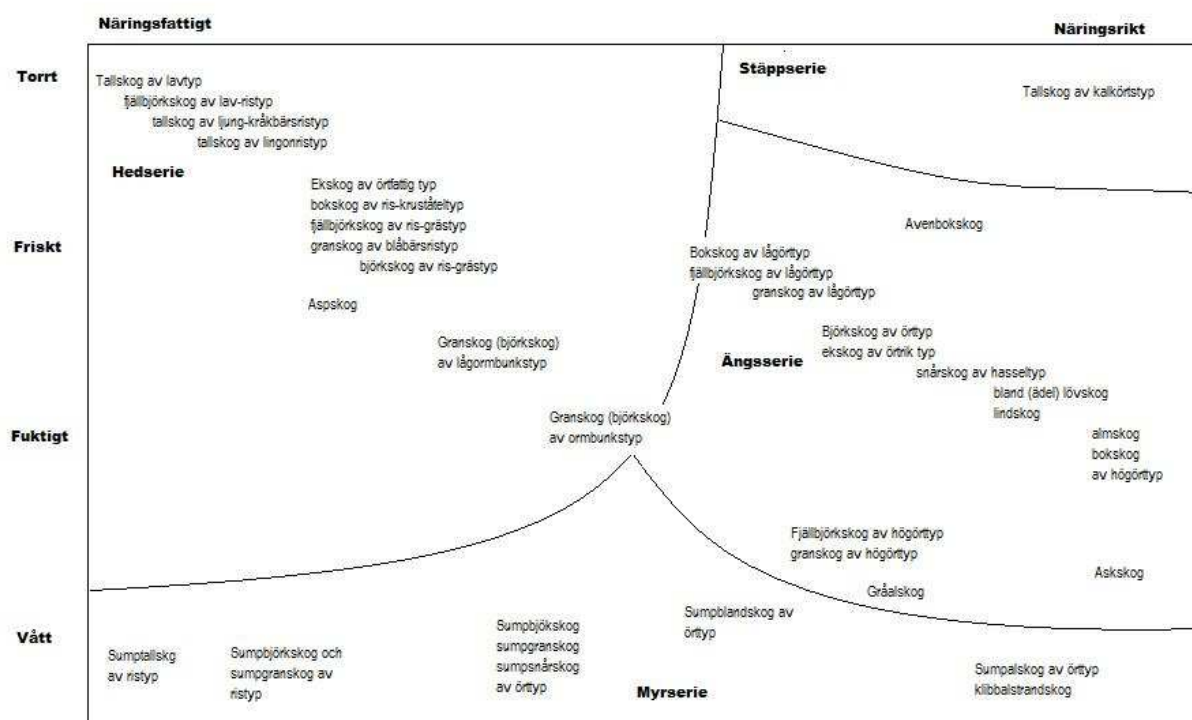 Näringsfattigt
Näringsrikt
Torrt
Stäppserie
Tallskog av lavtyp
fjällbjörkskog av lav-ristyp
tallskog av ljung-kråkbärsristyp
tallskog av lingonristyp
Tallskog av kalkörtstyp
Hedserie
Ekskog av örtfattig typ
bokskog av ris-kruståteltyp
fjällbjörkskog av ris-grästyp
granskog av blåbärsristyp
björkskog av ris-grästyp
Avenbokskog
Friskt
Bokskog av lågörttyp
fjällbjörkskog av lågörttyp
granskog av lågörttyp
Aspskog
Granskog (björkskog)
av lågormbunkstyp
Björkskog av örttyp
ekskog av örtrik typ
Ängsserie
snårskog av hasseltyp
bland (ädel) lövskog
lindskog
Granskog (björkskog)
av ormbunkstyp
Fuktigt
almskog
bokskog
av högörttyp
Fjällbjörkskog av högörttyp
granskog av högörttyp
Askskog
Gråalskog
Vått
Sumptallskg
av ristyp
Sumpbjörkskog och
sumpgranskog av
ristyp
Sumpbjökskog
sumpgranskog
sumpsnårskog
av örttyp
Sumpblandskog av
örttyp
Myrserie
Sumpalskog av örttyp
klibbalstrandskog